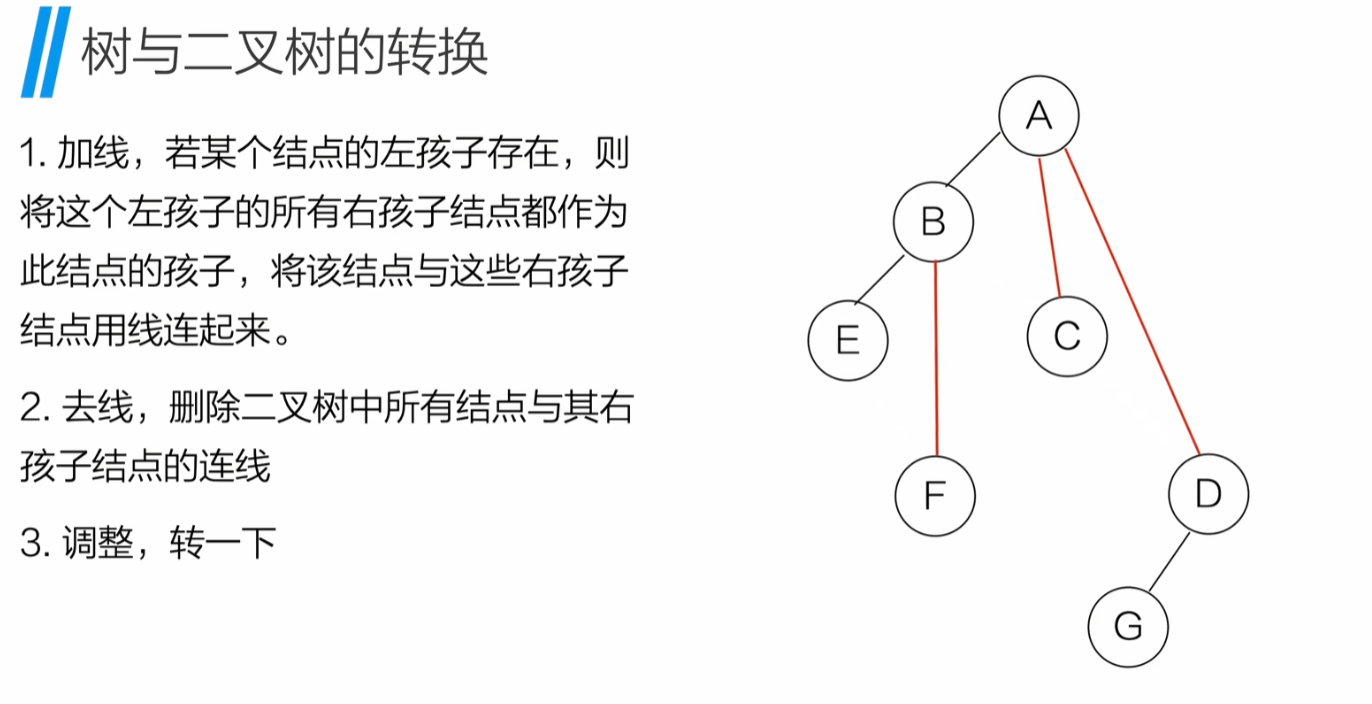 树与二叉树的转换
1. 加线，若某个结点的左孩子存在，则
将这个左孩子的所有右孩子结点都作为
此结点的孩子，将该结点与这些右孩子
结点用线连起来。
2. 去线，删除二叉树中所有结点与其右
孩子结点的连线
3. 调整，转一下
A
B
E
C
F
D
G